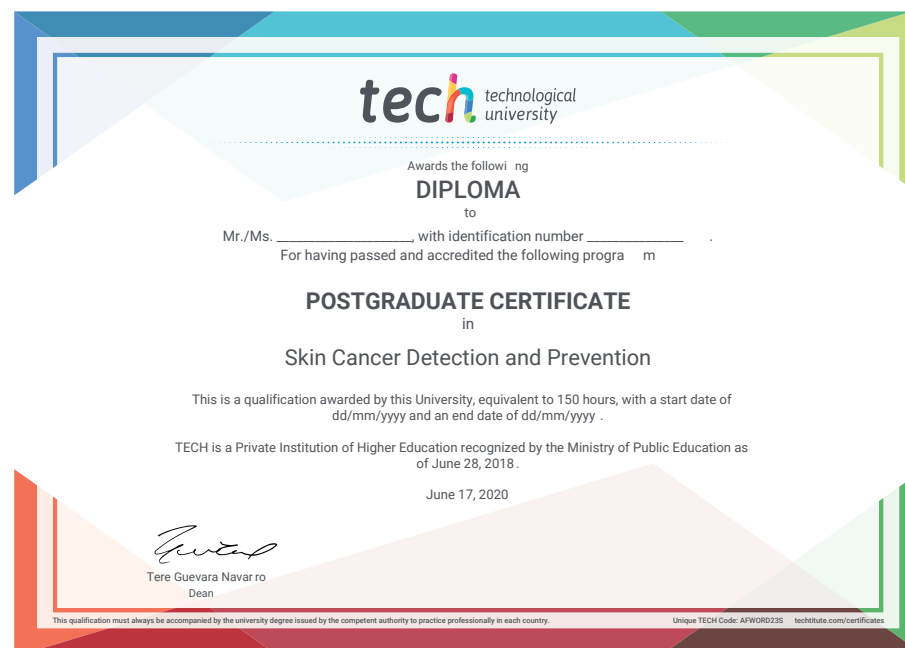 tech technological
university
Awards the followi ng
DIPLOMA
to
Mr./Ms. ____________________, with identification number ______________ .
For having passed and accredited the following progra m
POSTGRADUATE CERTIFICATE
in
Skin Cancer Detection and Prevention
This is a qualification awarded by this University, equivalent to 150 hours, with a start date of
dd/mm/yyyy and an end date of dd/mm/yyyy .
TECH is a Private Institution of Higher Education recognized by the Ministry of Public Education as
of June 28, 2018 .
June 17, 2020
Tere Guevara Navar ro
Dean
This qualification must always be accompanied by the university degree issued by the competent authority to practice professionally in each country.
Unique TECH Code: AFWORD23S techtitute.com/certificates